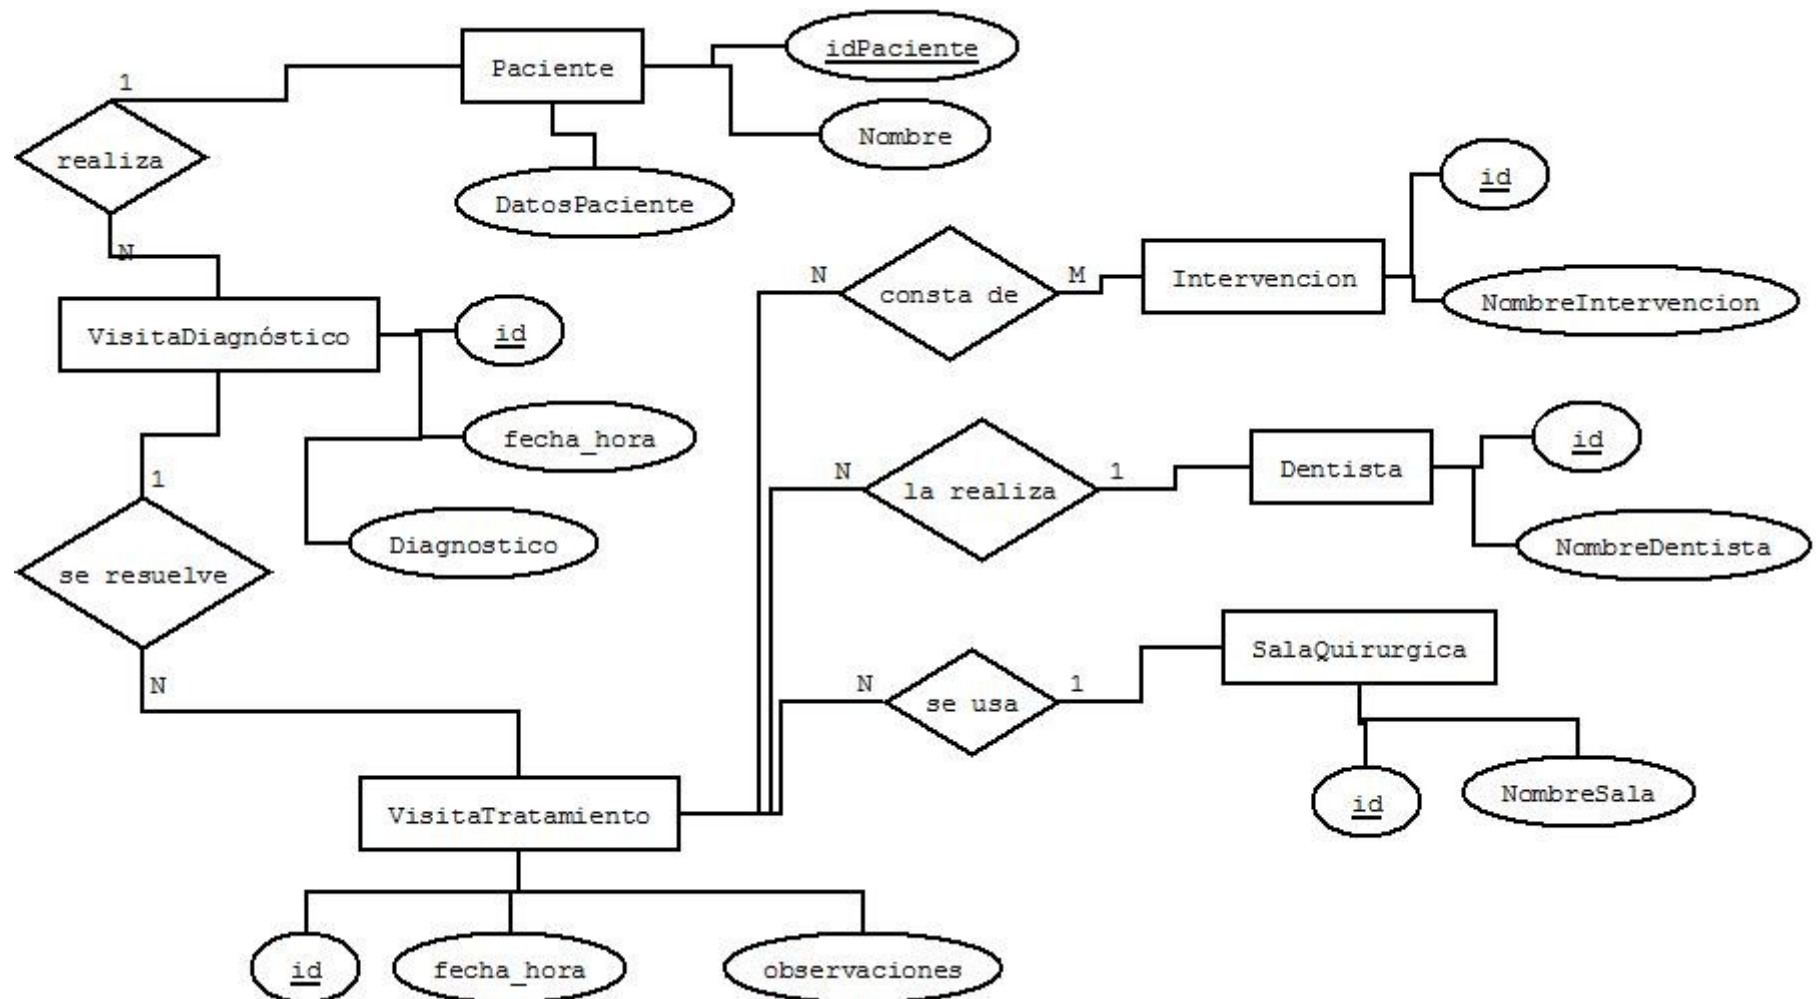 idPaciente
Paciente
1
Nombre
realiza
DatosPaciente
id
N
N
consta de
M
Intervencion
NombreIntervencion
VisitaDiagnóstico
id
fecha_hora
id
N
la realiza
1
Dentista
1
Diagnostico
NombreDentista
se resuelve
SalaQuirurgica
N
N
se usa
1
id
NombreSala
VisitaTratamiento
id
fecha_hora
observaciones